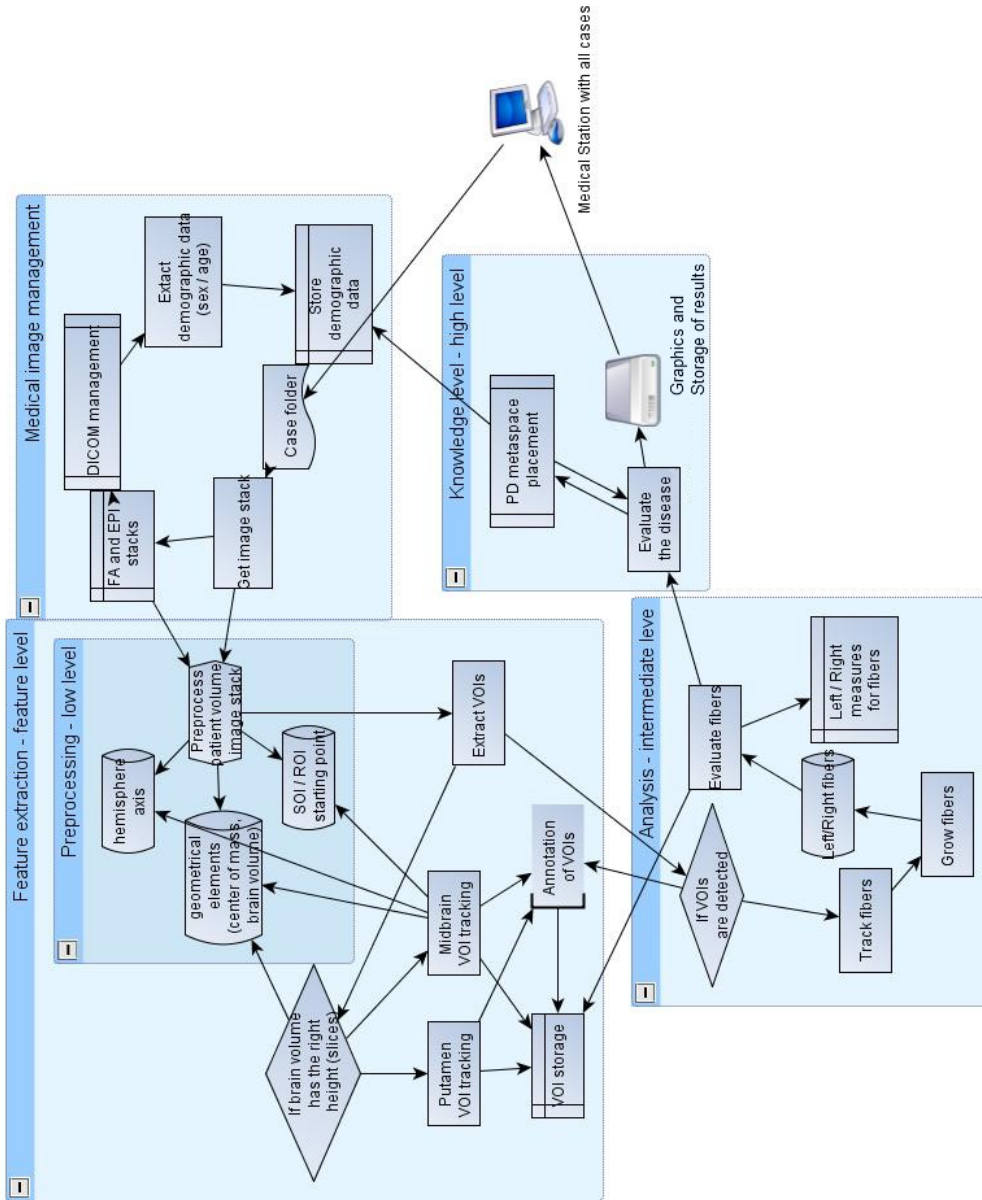 Feature extraction - feature level
Preprocessing - low level
hemisphere
axis
geometrical
elements
(center of mass,
brain volume)
Preprocess
patient volume
image stack
SOI / ROI
starting point
If brain volume
has the right
height (slices)
Midbrain
VOI tracking
Putamen
VOI tracking
Extract VOIs
Annotation
of VOIs
VOI storage
Medical image management
FA and EPI
stacks
DICOM management
Extact
demographic data
(sex / age)
Get image stack
Case folder
Store
demographic
data
Analysis - intermediate leve
If VOIs
are detected
Track fibers
Grow fibers
Left/Right fibers
Evaluate fibers
Left / Right
measures
for fibers
Knowledge level - high level
PD metaspace
placement
Evaluate
the disease
Graphics and
Storage of results
Medical Station with all cases